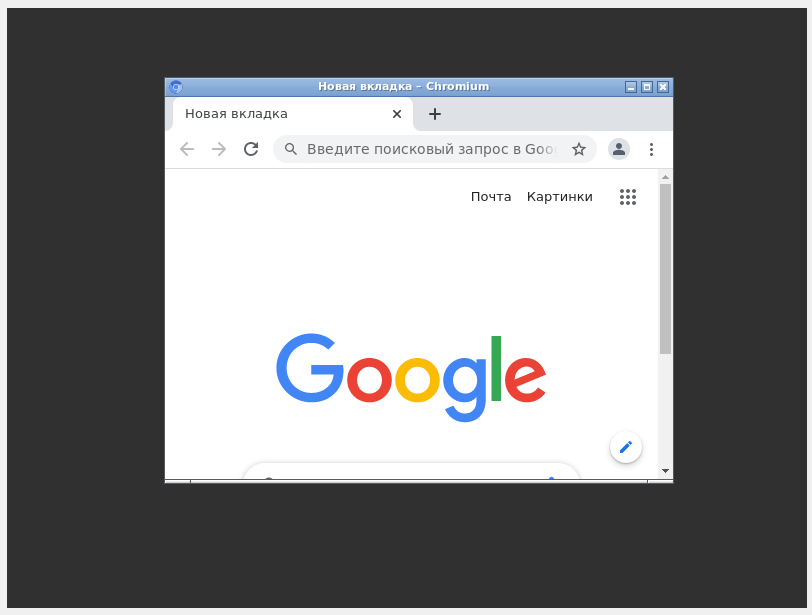 Новая вкладка – Chromium
Новая вкладка
Введите поисковый запрос в Goo
Почта Картинки
Google